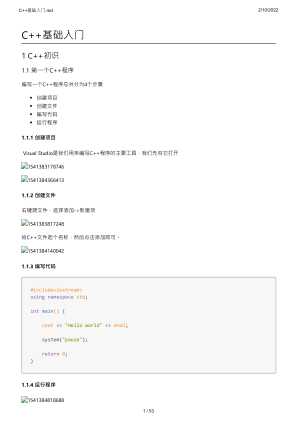 C++基础入门.md
2/10/2022
C++基础入门
1 C++初识
1.1 第一个C++程序
编写一个C++程序总共分为4个步骤
创建项目
创建文件
编写代码
运行程序
1.1.1 创建项目
Visual Studio是我们用来编写C++程序的主要工具，我们先将它打开
1541383178746
1541384366413
1.1.2 创建文件
右键源文件，选择添加->新建项
1541383817248
给C++文件起个名称，然后点击添加即可。
1541384140042
1.1.3 编写代码
#include<iostream>
using namespace std;
int main() {
cout << "Hello world" << endl;
system("pause");
return 0;
}
1.1.4 运行程序
1541384818688
1 / 53